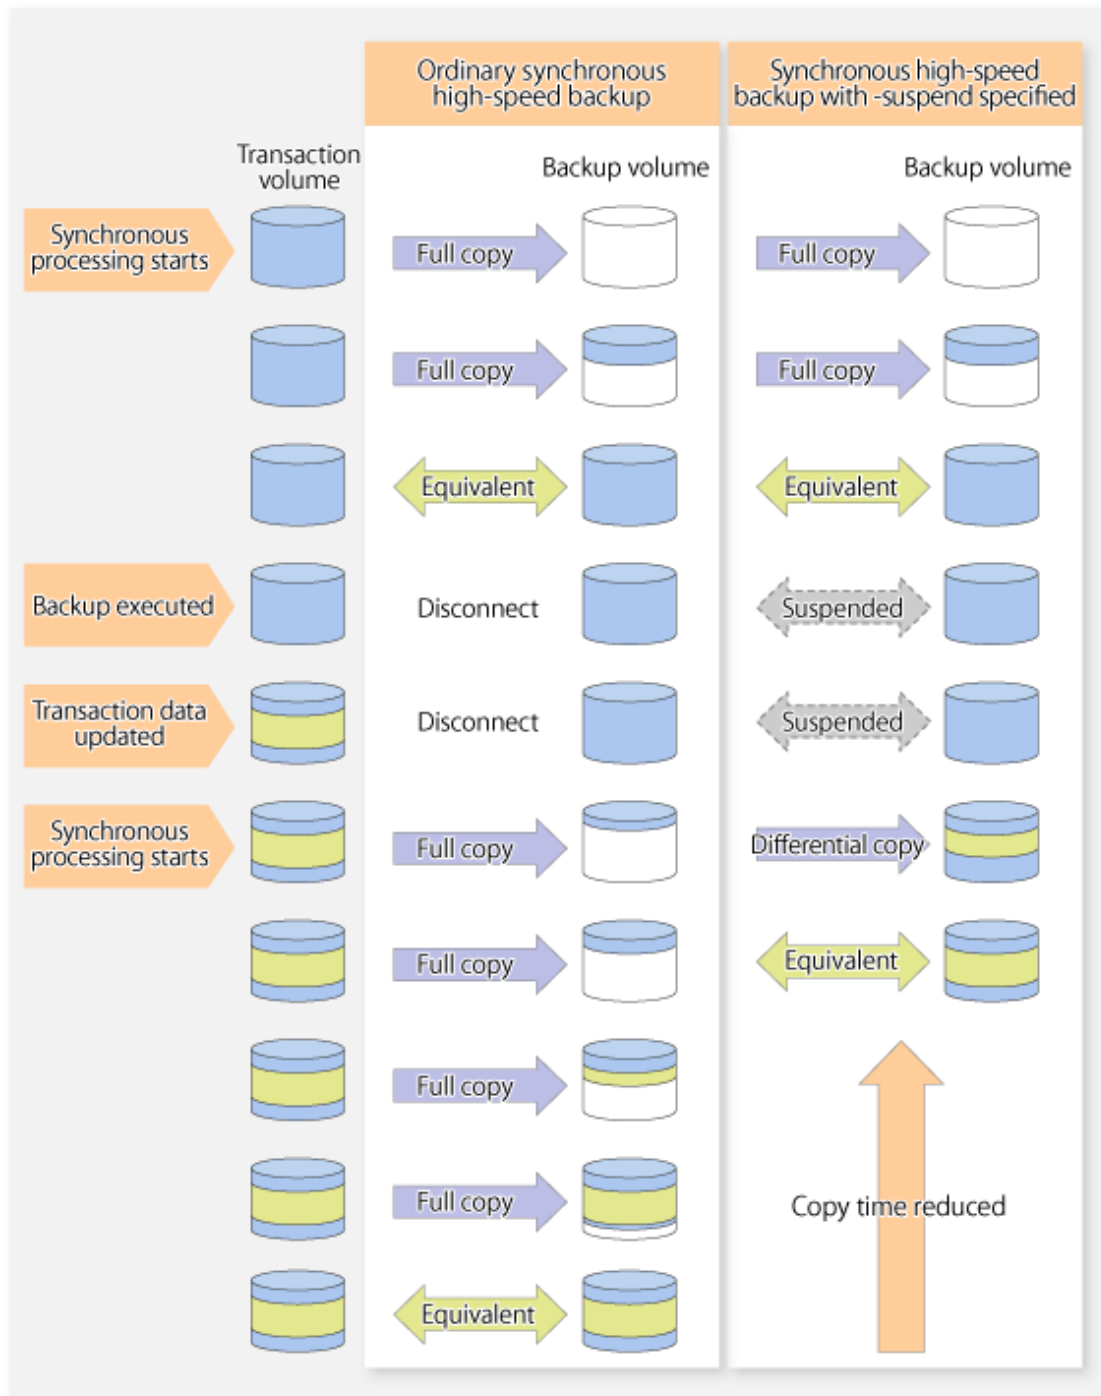 Ordinary synchronous
high-speed backup
Synchronous high-speed
backup with -suspend specified
Transaction
volume
Backup volume
Backup volume
Synchronous
processing starts
Full copy
Full copy
Full copy
Full copy
Equivalent
Equivalent
Backup executed
Disconnect
Suspended
Transaction data
updated
Disconnect
Suspended
Synchronous
processing starts
Full copy
Differential copy
Full copy
Equivalent
Full copy
Full copy
Copy time reduced
Equivalent